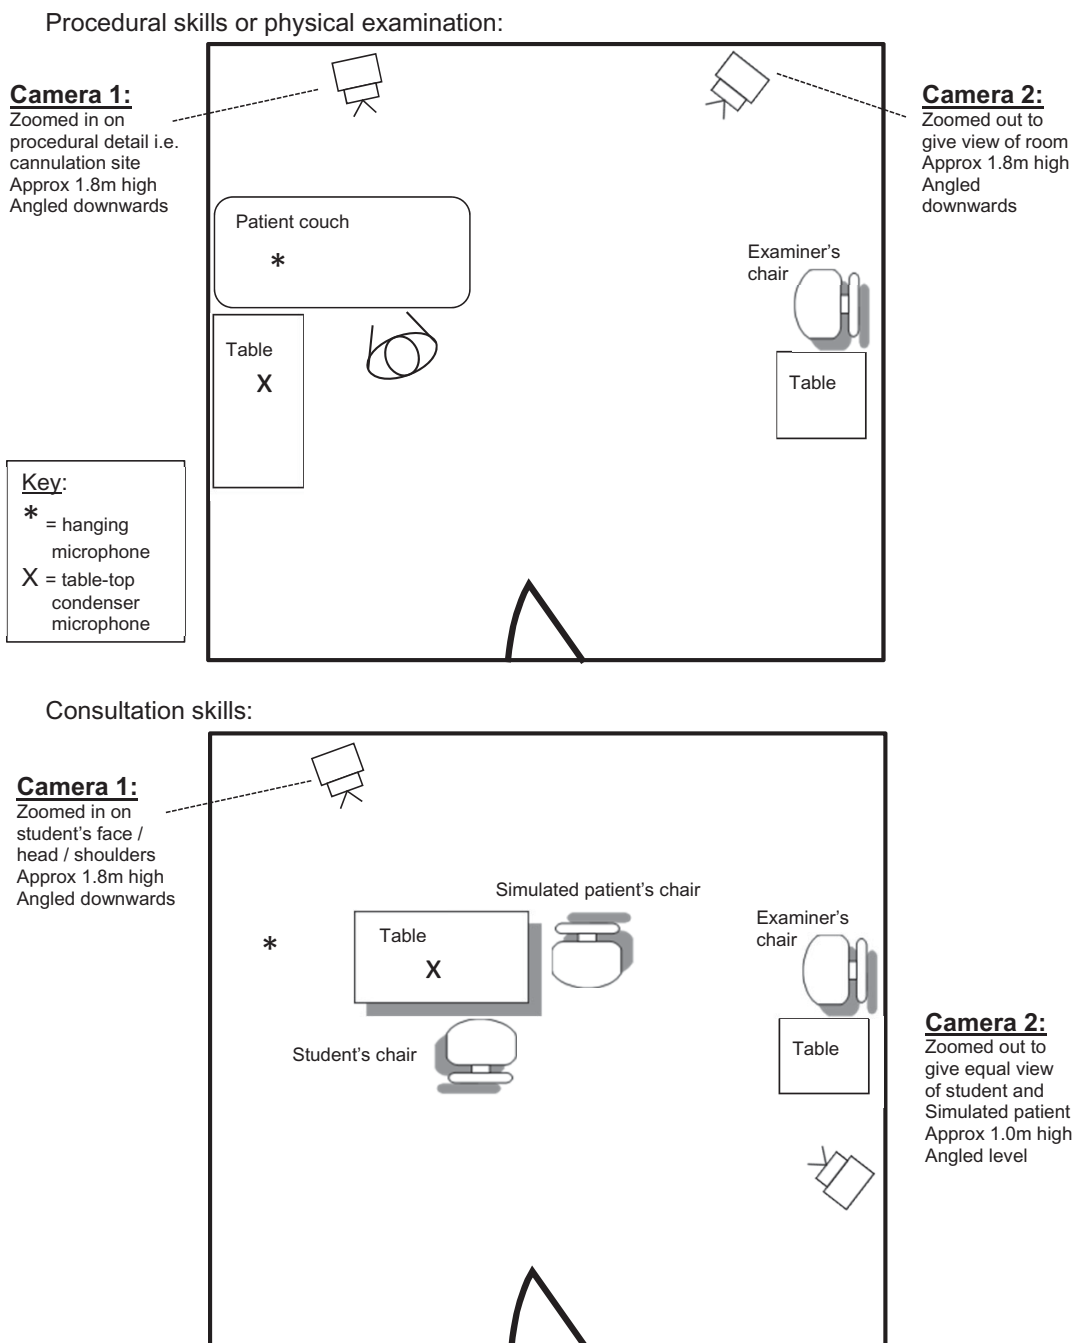 Procedural skills or physical examination:
Camera 1:
Zoomed in on
procedural detail i.e.
cannulation site
Approx 1.8m high
Angled downwards
Camera 2:
Zoomed out to
give view of room
Approx 1.8m high
Angled
downwards
Patient couch
*
Examiner's
chair
Table
X
Table
Key:
* = hanging
microphone
X = table-top
condenser
microphone
Consultation skills:
Camera 1:
Zoomed in on
student's face /
head / shoulders
Approx 1.8m high
Angled downwards
Simulated patient's chair
Examiner's
chair
*
Table
X
Student's chair
Table
Camera 2:
Zoomed out to
give equal view
of student and
Simulated patient
Approx 1.0m high
Angled level